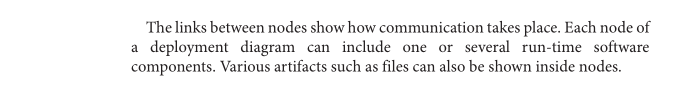 The links between nodes show how communication takes place. Each node of
a deployment diagram can include one or several run-time software
components. Various artifacts such as files can also be shown inside nodes.